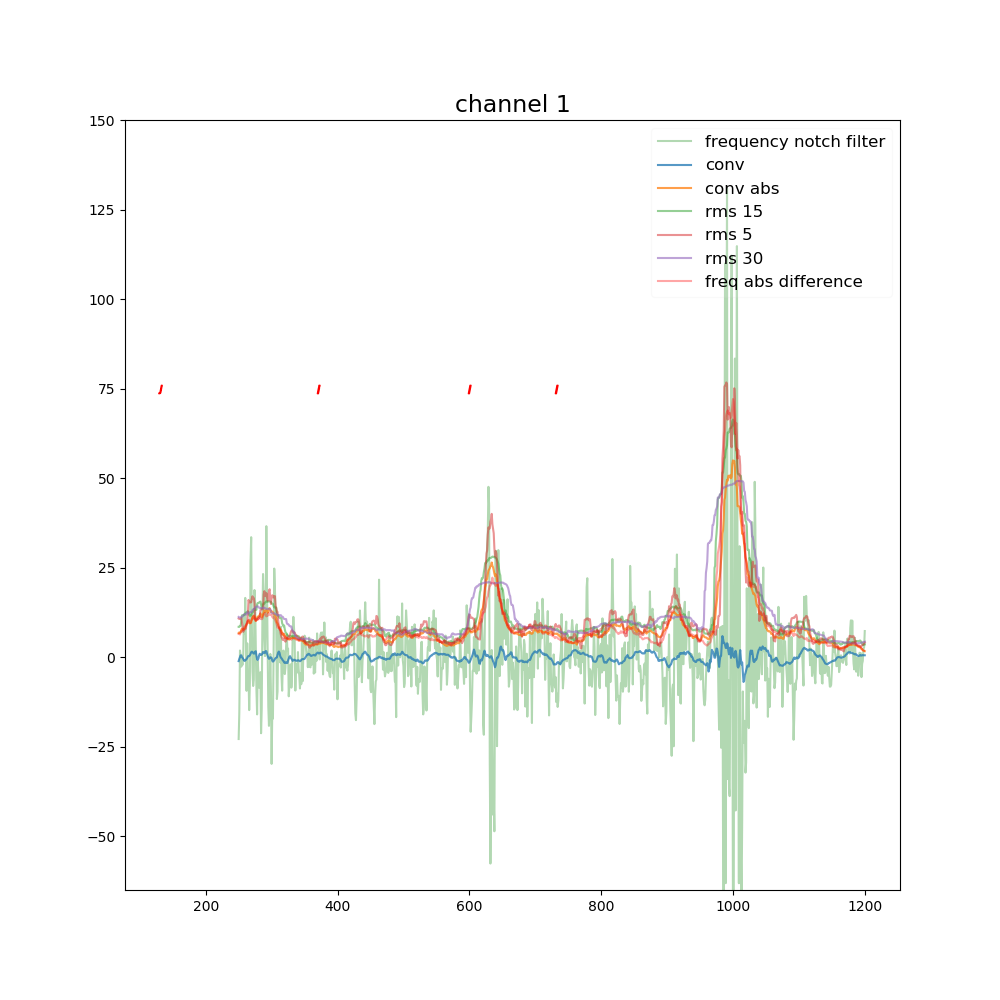 channel 1
150
125
100
75
50
25
0
−25
−50
200
400
600
800
1000
1200
frequency notch filter
conv
conv abs
rms 15
rms 5
rms 30
freq abs difference